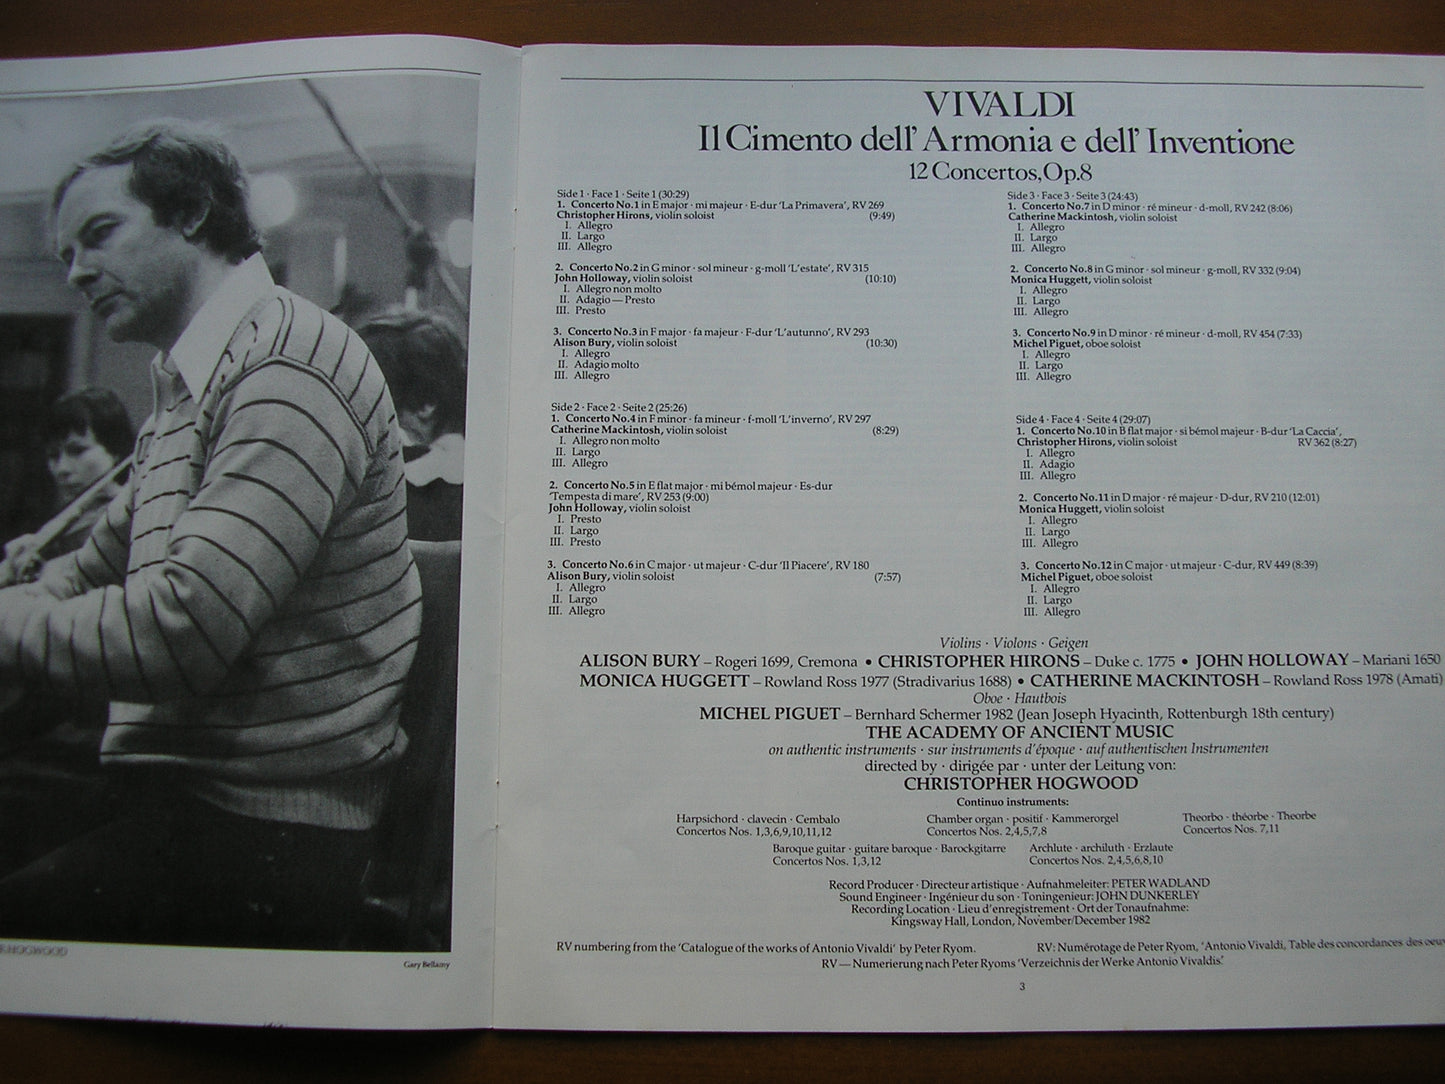 HOGWOOD
Gary Bellamy
VIVALDI
Il Cimento dell' Armonia e dell' Inventione
12 Concertos, Op.8
Side 1 · Face 1 · Seite 1 (30:29)
1. Concerto No.1 in E major · mi majeur · E-dur 'La Primavera', RV 269
Christopher Hirons, violin soloist (9:49)
I. Allegro
II. Largo
III. Allegro
2. Concerto No.2 in G minor · sol mineur · g-moll 'L'estate', RV 315
John Holloway, violin soloist (10:10)
I. Allegro non molto
II. Adagio — Presto
III. Presto
3. Concerto No.3 in F major · fa majeur · F-dur 'L'autunno', RV 293
Alison Bury, violin soloist (10:30)
I. Allegro
II. Adagio molto
III. Allegro
Side 2 · Face 2 · Seite 2 (25:26)
1. Concerto No.4 in F minor · fa mineur · f-moll 'L'inverno', RV 297
Catherine Mackintosh, violin soloist (8:29)
I. Allegro non molto
II. Largo
III. Allegro
2. Concerto No.5 in E flat major · mi bémol majeur · Es-dur
'Tempesta di mare', RV 253 (9:00)
John Holloway, violin soloist
I. Presto
II. Largo
III. Presto
3. Concerto No.6 in C major · ut majeur · C-dur 'Il Piacere', RV 180
Alison Bury, violin soloist (7:57)
I. Allegro
II. Largo
III. Allegro
Side 3 · Face 3 · Seite 3 (24:43)
1. Concerto No.7 in D minor · ré mineur · d-moll, RV 242 (8:06)
Catherine Mackintosh, violin soloist
I. Allegro
II. Largo
III. Allegro
2. Concerto No.8 in G minor · sol mineur · g-moll, RV 332 (9:04)
Monica Huggett, violin soloist
I. Allegro
II. Largo
III. Allegro
3. Concerto No.9 in D minor · ré mineur · d-moll, RV 454 (7:33)
Michel Piguet, oboe soloist
I. Allegro
II. Largo
III. Allegro
Side 4 · Face 4 · Seite 4 (29:07)
1. Concerto No.10 in B flat major · si bémol majeur · B-dur 'La Caccia',
Christopher Hirons, violin soloist RV 362 (8:27)
I. Allegro
II. Adagio
III. Allegro
2. Concerto No.11 in D major · ré majeur · D-dur, RV 210 (12:01)
Monica Huggett, violin soloist
I. Allegro
II. Largo
III. Allegro
3. Concerto No.12 in C major · ut majeur · C-dur, RV 449 (8:39)
Michel Piguet, oboe soloist
I. Allegro
II. Largo
III. Allegro
Violins · Violons · Geigen
ALISON BURY – Rogeri 1699, Cremona • CHRISTOPHER HIRONS – Duke c. 1775 • JOHN HOLLOWAY – Mariani 1650
MONICA HUGGETT – Rowland Ross 1977 (Stradivarius 1688) • CATHERINE MACKINTOSH – Rowland Ross 1978 (Amati)
Oboe · Hautbois
MICHEL PIGUET – Bernhard Schermer 1982 (Jean Joseph Hyacinth, Rottenburgh 18th century)
THE ACADEMY OF ANCIENT MUSIC
on authentic instruments · sur instruments d'époque · auf authentischen Instrumenten
directed by · dirigée par · unter der Leitung von:
CHRISTOPHER HOGWOOD
Continuo instruments:
Harpsichord · clavecin · Cembalo
Concertos Nos. 1,3,6,9,10,11,12
Chamber organ · positif · Kammerorgel
Concertos Nos. 2,4,5,7,8
Theorbo · théorbe · Theorbe
Concertos Nos. 7,11
Baroque guitar · guitare baroque · Barockgitarre
Concertos Nos. 1,3,12
Archlute · archiluth · Erzlaute
Concertos Nos. 2,4,5,6,8,10
Record Producer · Directeur artistique · Aufnahmeleiter: PETER WADLAND
Sound Engineer · Ingénieur du son · Toningenieur: JOHN DUNKERLEY
Recording Location · Lieu d'enregistrement · Ort der Tonaufnahme:
Kingsway Hall, London, November/December 1982
RV numbering from the 'Catalogue of the works of Antonio Vivaldi' by Peter Ryom.
RV: Numérotage de Peter Ryom, 'Antonio Vivaldi, Table des concordances des
RV — Numerierung nach Peter Ryoms 'Verzeichnis der Werke Antonio Vivaldis'.
3